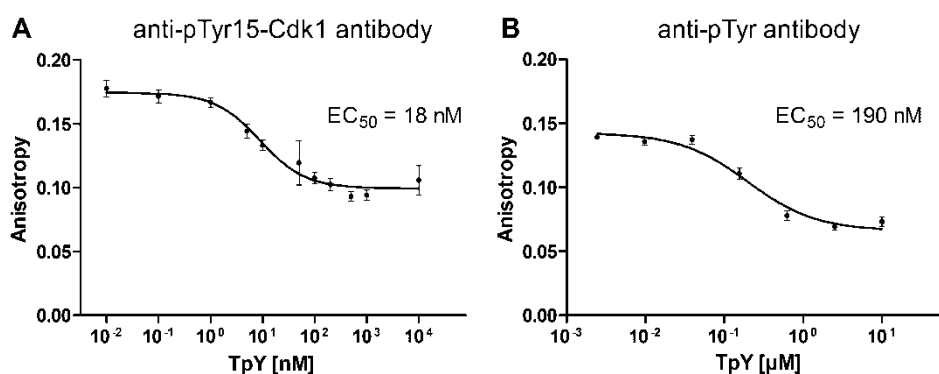 A anti-pTyr15-Cdk1 antibody
0.20
0.15
0.10
0.05
0.00
Anisotropy
EC₅₀ = 18 nM
10⁻² 10⁻¹ 10⁰ 10¹ 10² 10³ 10⁴
TpY [nM]
B anti-pTyr antibody
0.20
0.15
0.10
0.05
0.00
Anisotropy
EC₅₀ = 190 nM
10⁻³ 10⁻² 10⁻¹ 10⁰ 10¹
TpY [µM]